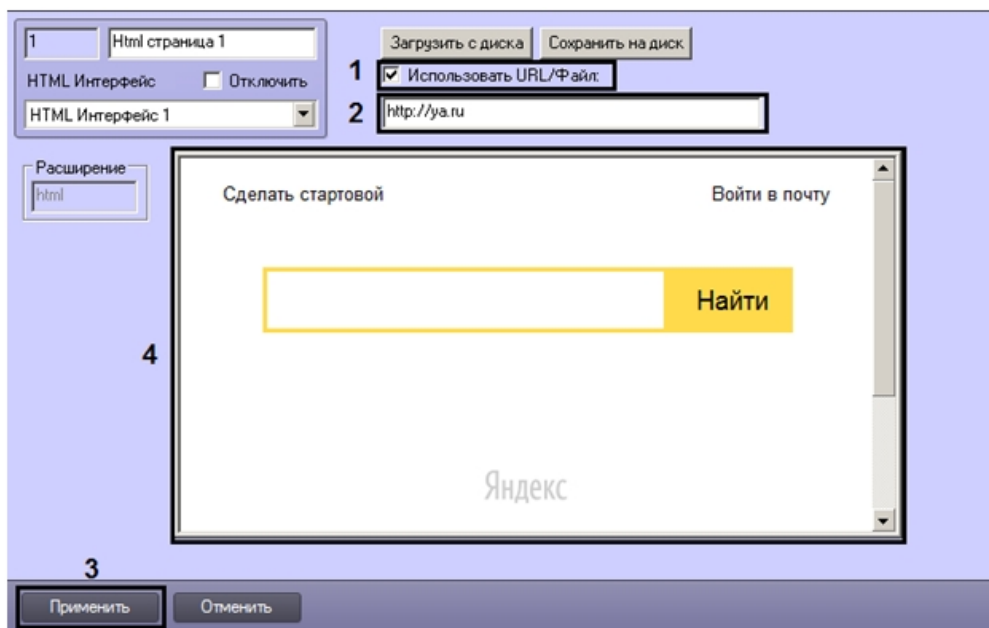 1
Html страница 1
Загрузить с диска
Сохранить на диск
HTML Интерфейс
Отключить
1
Использовать URL/Файл:
HTML Интерфейс 1
2
http://ya.ru
Расширение
html
Сделать стартовой
Войти в почту
Найти
4
Яндекс
3
Применить
Отменить